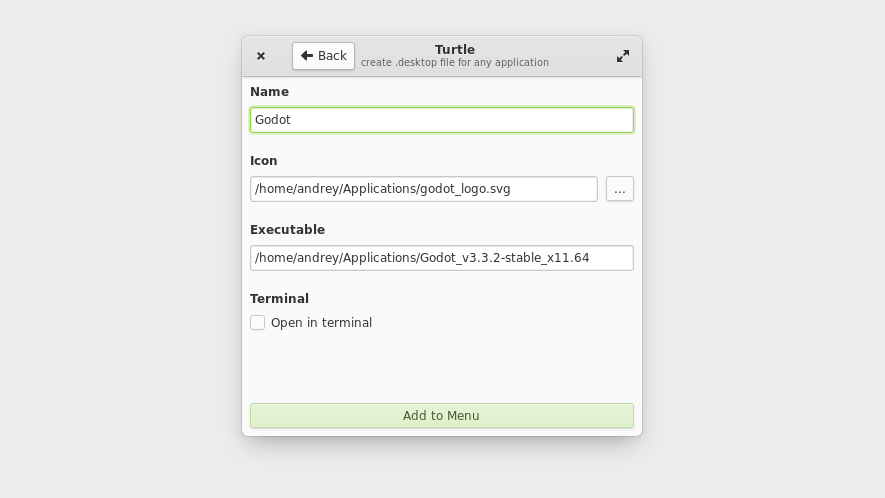 Back
Turtle
create .desktop file for any application
Name
Godot
Icon
/home/andrey/Applications/godot_logo.svg
...
Executable
/home/andrey/Applications/Godot_v3.3.2-stable_x11.64
Terminal
Open in terminal
Add to Menu